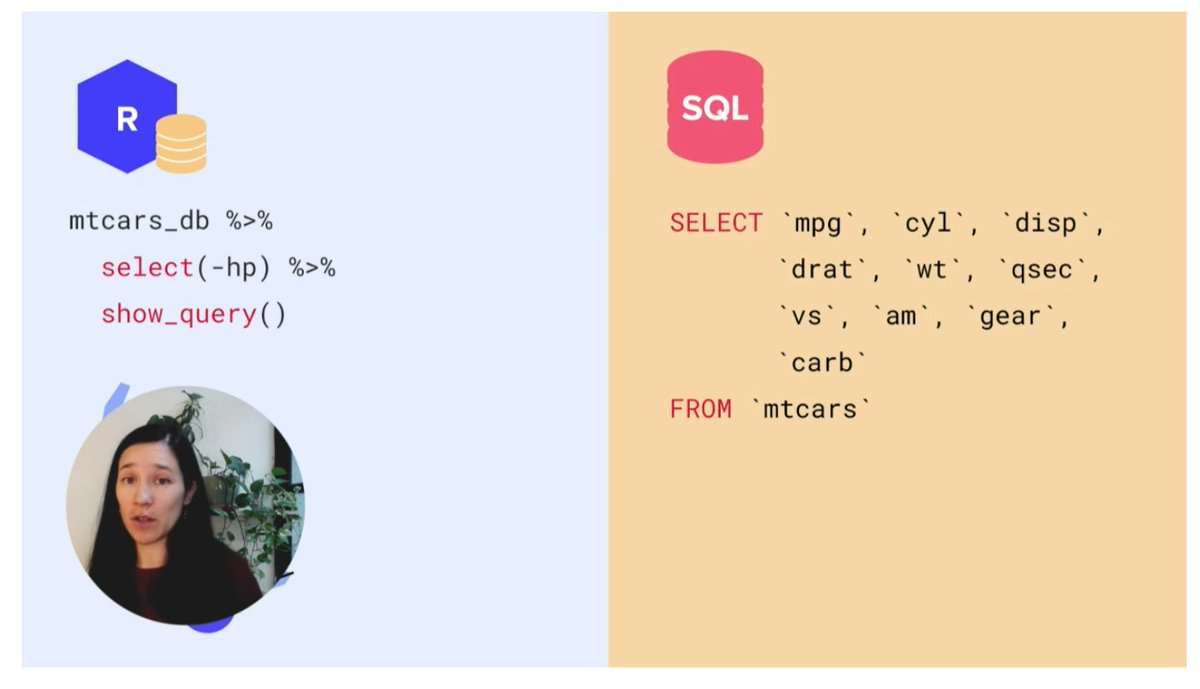 R
mtcars_db %>%
select(-hp) %>%
show_query()
SQL
SELECT `mpg`, `cyl`, `disp`,
`drat`, `wt`, `qsec`,
`vs`, `am`, `gear`,
`carb`
FROM `mtcars`